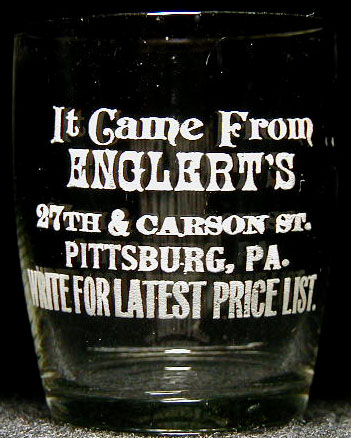 It Came From
ENGLERT'S
27TH & CARSON ST.
PITTSBURG, PA.
WRITE FOR LATEST PRICE LIST.